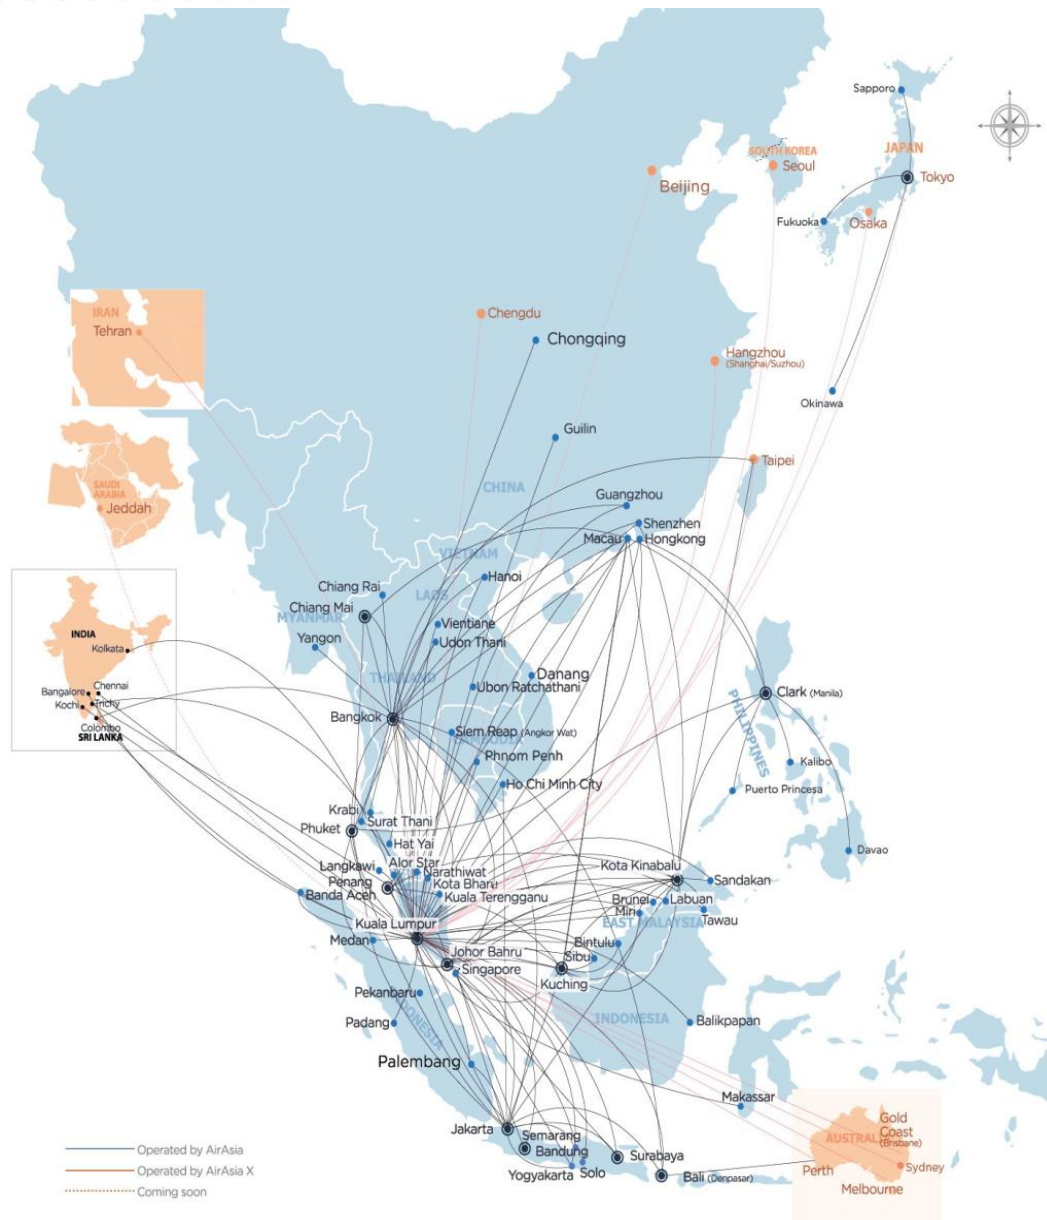 Sapporo
SOUTH KOREA
JAPAN
Seoul
Beijing
Tokyo
Fukuoka
Osaka
IRAN
Tehran
Chengdu
Chongqing
Hangzhou
(Shanghai/Suzhou)
Okinawa
Guilin
Taipei
SAUDI
ARABIA
Jeddah
CHINA
Guangzhou
Shenzhen
Macau
Hongkong
VIETNAM
Hanoi
Chiang Rai
LAOS
Chiang Mai
MYANMAR
Vientiane
INDIA
Yangon
Udon Thani
Kolkata
Danang
THAILAND
Ubon Ratchathani
Chennai
Bangalore
Clark (Manila)
Kochi
Trichy
Bangkok
Colombo
SRI LANKA
Siem Reap (Angkor Wat)
CAMBODIA
PHILIPPINES
Phnom Penh
Kalibo
Ho Chi Minh City
Puerto Princesa
Krabi
Surat Thani
Phuket
Hat Yai
Davao
Langkawi
Alor Star
Narathiwat
Kota Kinabalu
Penang
Kota Bharu
Sandakan
Banda Aceh
Kuala Terengganu
Brunei
Labuan
Miri
Kuala Lumpur
EAST MALAYSIA
Tawau
Medan
Bintulu
Johor Bahru
Sibu
Singapore
Kuching
Pekanbaru
INDONESIA
Padang
INDONESIA
Balikpapan
Palembang
Makassar
Gold
Coast
(Brisbane)
Jakarta
Semarang
AUSTRALIA
Bandung
Surabaya
Operated by AirAsia
Yogyakarta
Solo
Bali (Denpasar)
Perth
Sydney
Operated by AirAsia X
Melbourne
Coming soon